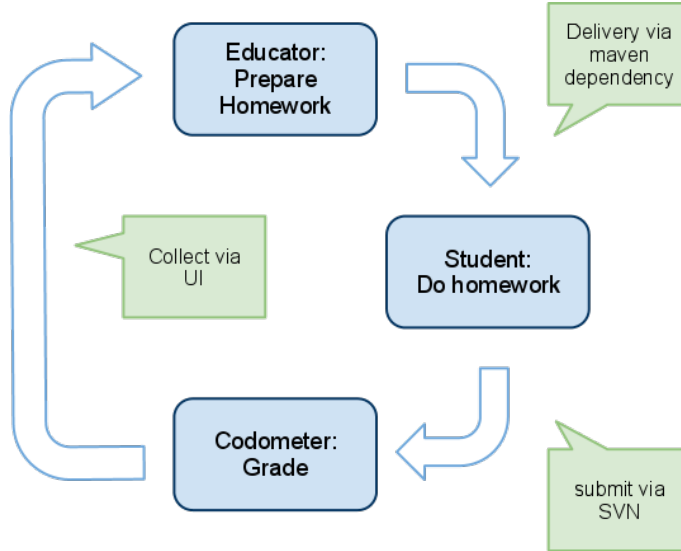 Educator:
Prepare
Homework
Delivery via
maven
dependency
Collect via
UI
Student:
Do homework
Codometer:
Grade
submit via
SVN